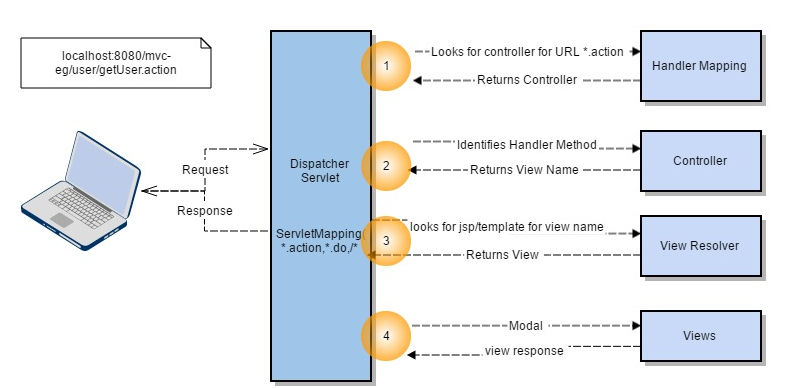 localhost:8080/mvc-
eg/user/getUser.action
Request
Response
Dispatcher
Servlet
ServletMapping(
*.action,*.do,/*
1
Looks for controller for URL *.action
Returns Controller
Handler Mapping
2
Identifies Handler Method
Returns View Name
Controller
3
looks for jsp/template for view name
Returns View
View Resolver
4
Modal
view response
Views